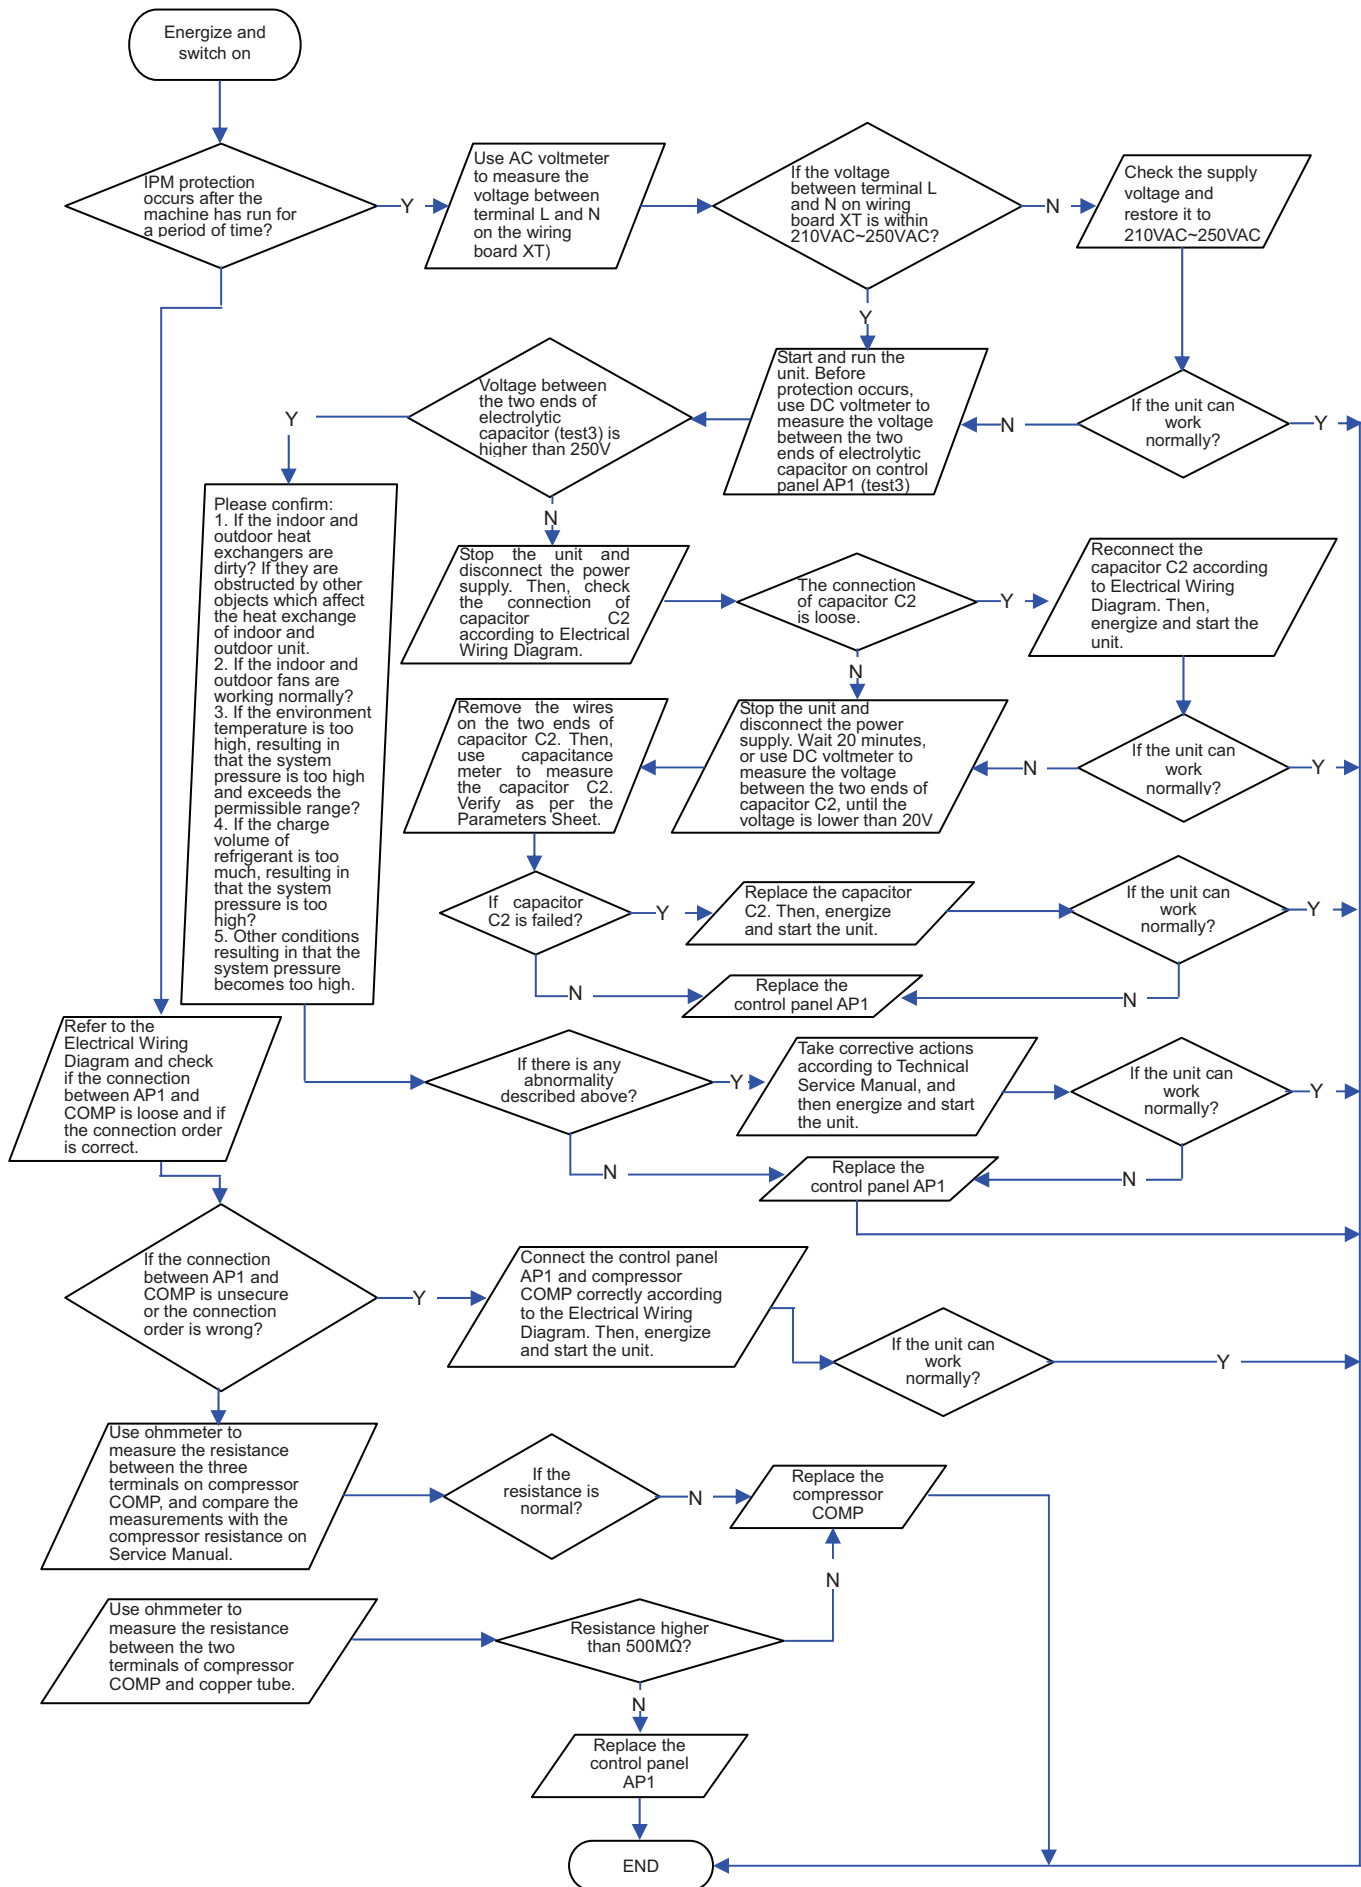 Energize and
switch on
IPM protection
occurs after the
machine has run for
a period of time?
Y
Use AC voltmeter
to measure the
voltage between
terminal L and N
on the wiring
board XT)
If the voltage
between terminal L
and N on wiring
board XT is within
210VAC~250VAC?
N
Check the supply
voltage and
restore it to
210VAC~250VAC
Y
Start and run the
unit. Before
protection occurs,
use DC voltmeter to
measure the voltage
between the two
ends of electrolytic
capacitor on control
panel AP1 (test3)
If the unit can
work
normally?
N
Y
Voltage between
the two ends of
electrolytic
capacitor (test3) is
higher than 250V
Y
N
Please confirm:
1. If the indoor and
outdoor heat
exchangers are
dirty? If they are
obstructed by other
objects which affect
the heat exchange
of indoor and
outdoor unit.
2. If the indoor and
outdoor fans are
working normally?
3. If the environment
temperature is too
high, resulting in
that the system
pressure is too high
and exceeds the
permissible range?
4. If the charge
volume of
refrigerant is too
much, resulting in
that the system
pressure is too
high?
5. Other conditions
resulting in that the
system pressure
becomes too high.
Stop the unit and
disconnect the power
supply. Then, check
the connection of
capacitor C2
according to Electrical
Wiring Diagram.
The connection
of capacitor C2
is loose.
Y
Reconnect the
capacitor C2 according
to Electrical Wiring
Diagram. Then,
energize and start the
unit.
N
Remove the wires
on the two ends of
capacitor C2. Then,
use capacitance
meter to measure
the capacitor C2.
Verify as per the
Parameters Sheet.
Stop the unit and
disconnect the power
supply. Wait 20 minutes,
or use DC voltmeter to
measure the voltage
between the two ends of
capacitor C2, until the
voltage is lower than 20V
N
If the unit can
work
normally?
Y
If capacitor
C2 is failed?
Y
Replace the capacitor
C2. Then, energize
and start the unit.
If the unit can
work
normally?
Y
N
Replace the
control panel AP1
N
Refer to the
Electrical Wiring
Diagram and check
if the connection
between AP1 and
COMP is loose and if
the connection order
is correct.
If there is any
abnormality
described above?
Y
Take corrective actions
according to Technical
Service Manual, and
then energize and start
the unit.
If the unit can
work
normally?
Y
N
Replace the
control panel AP1
N
If the connection
between AP1 and
COMP is unsecure
or the connection
order is wrong?
Y
Connect the control panel
AP1 and compressor
COMP correctly according
to the Electrical Wiring
Diagram. Then, energize
and start the unit.
If the unit can
work
normally?
Y
Use ohmmeter to
measure the resistance
between the three
terminals on compressor
COMP, and compare the
measurements with the
compressor resistance on
Service Manual.
If the
resistance is
normal?
N
Replace the
compressor
COMP
N
Use ohmmeter to
measure the resistance
between the two
terminals of compressor
COMP and copper tube.
Resistance higher
than 500MΩ?
N
Replace the
control panel
AP1
END